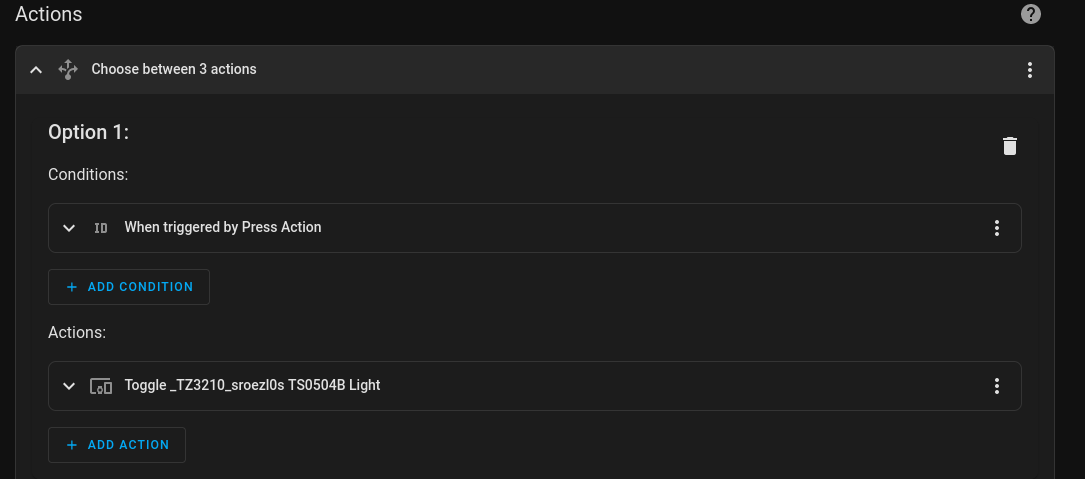 Actions
Choose between 3 actions
Option 1:
Conditions:
ID When triggered by Press Action
+ ADD CONDITION
Actions:
Toggle _TZ3210_sroezl0s TS0504B Light
+ ADD ACTION